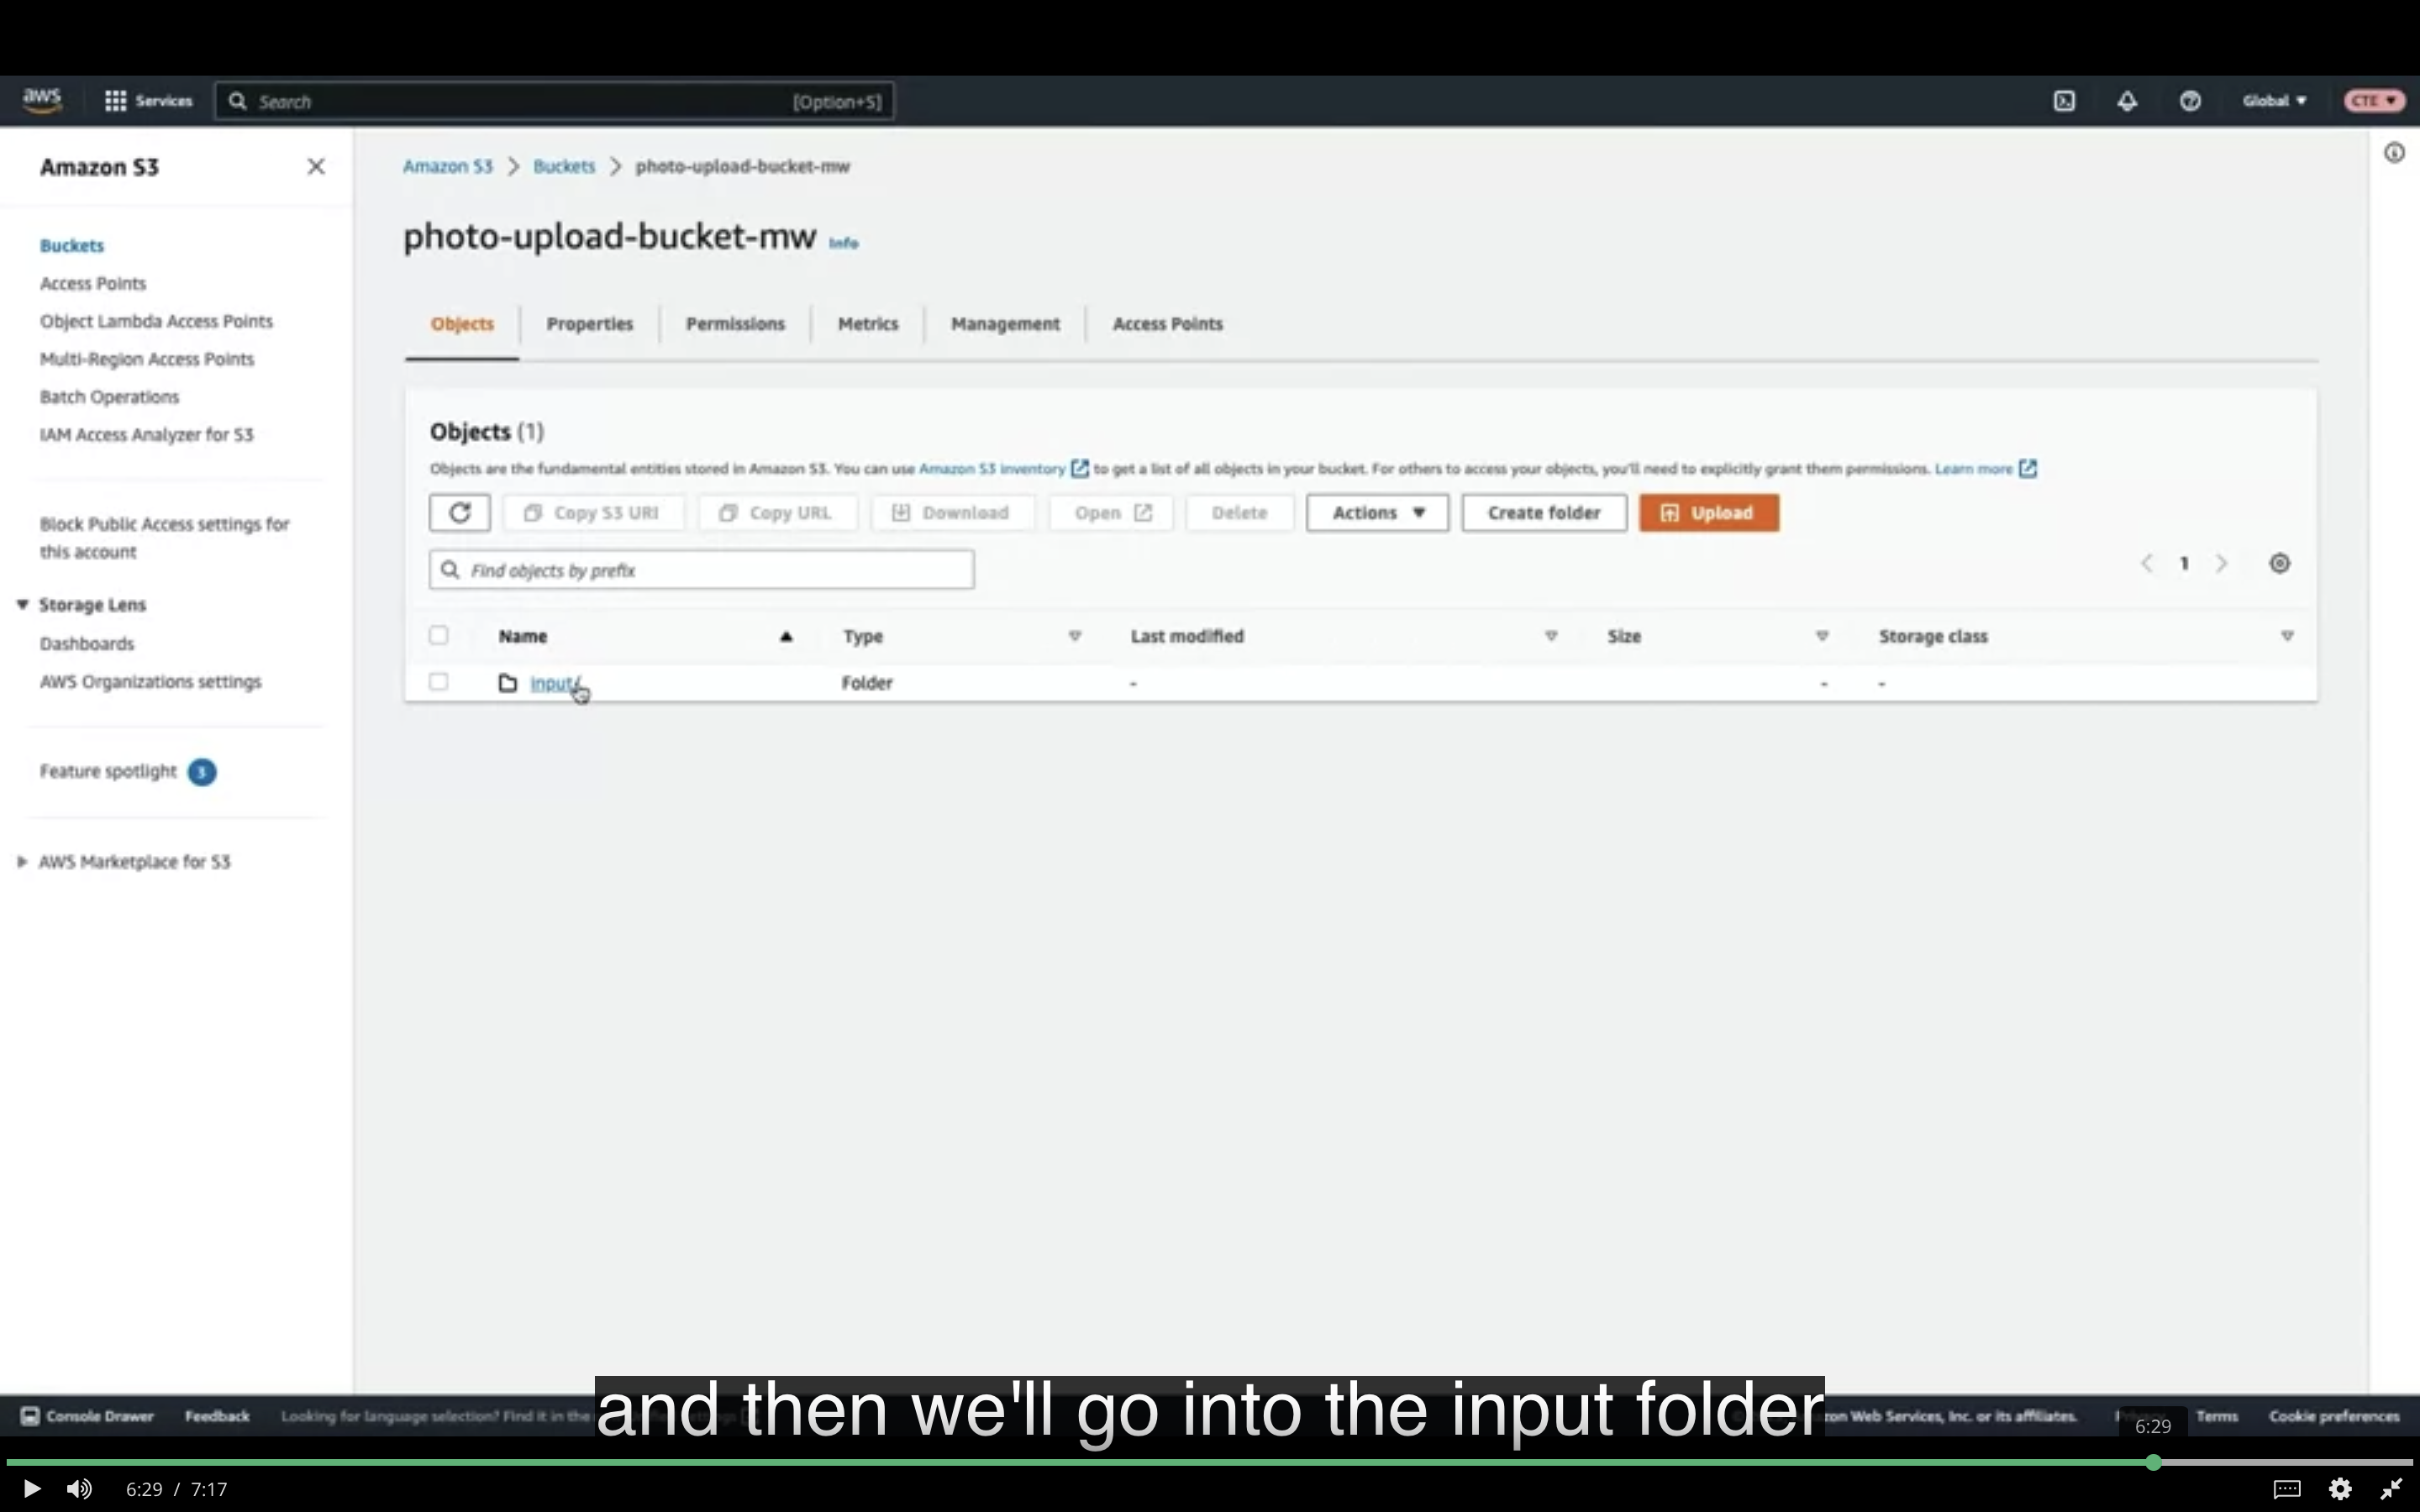 aws
Services
Search
[Option+S]
Global
CTE
Amazon S3
Buckets
Access Points
Object Lambda Access Points
Multi-Region Access Points
Batch Operations
IAM Access Analyzer for S3
Block Public Access settings for
this account
Storage Lens
Dashboards
AWS Organizations settings
Feature spotlight 3
AWS Marketplace for S3
Amazon S3 > Buckets > photo-upload-bucket-mw
photo-upload-bucket-mw Info
Objects Properties Permissions Metrics Management Access Points
Objects (1)
Objects are the fundamental entities stored in Amazon S3. You can use Amazon S3 inventory to get a list of all objects in your bucket. For others to access your objects, you'll need to explicitly grant them permissions. Learn more
Copy S3 URI Copy URL Download Open Delete Actions Create folder Upload
Find objects by prefix
1
Name Type Last modified Size Storage class
input/ Folder - - -
Console Drawer Feedback Looking for language selection? Find it in the
Web Services, Inc. or its affiliates. Terms Cookie preferences
and then we'll go into the input folder
6:29
6:29 / 7:17